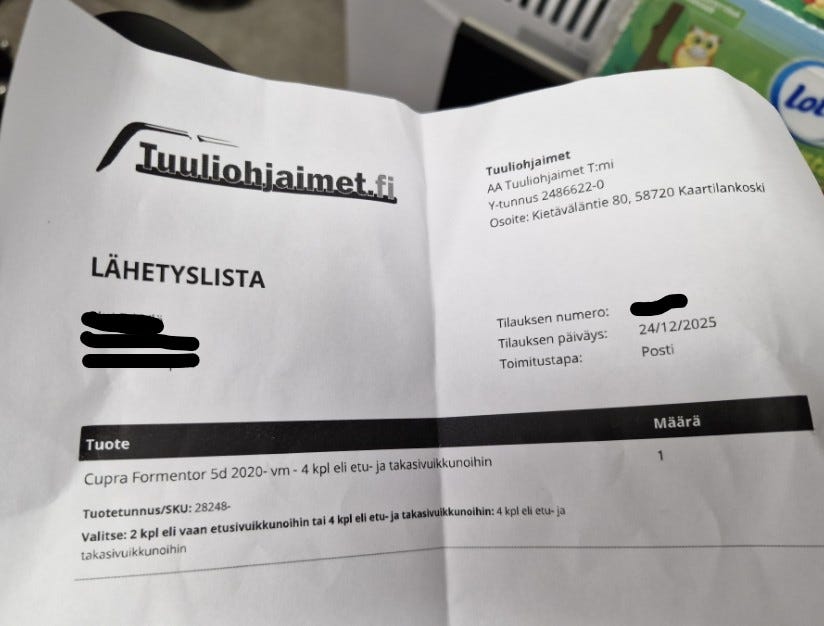 Tuuliohjaimet.fi
Tuuliohjaimet
AA Tuuliohjaimet T:mi
Y-tunnus 2486622-0
Osoite: Kietäväläntie 80, 58720 Kaartilankoski
LÄHETYSLISTA
Tilauksen numero:
Tilauksen päiväys: 24/12/2025
Toimitustapa: Posti
Tuote Määrä
Cupra Formentor 5d 2020- vm - 4 kpl eli etu- ja takasivuikkunoihin 1
Tuotetunnus/SKU: 28248-
Valitse: 2 kpl eli vaan etusivuikkunoihin tai 4 kpl eli etu- ja takasivuikkunoihin: 4 kpl eli etu- ja
takasivuikkunoihin